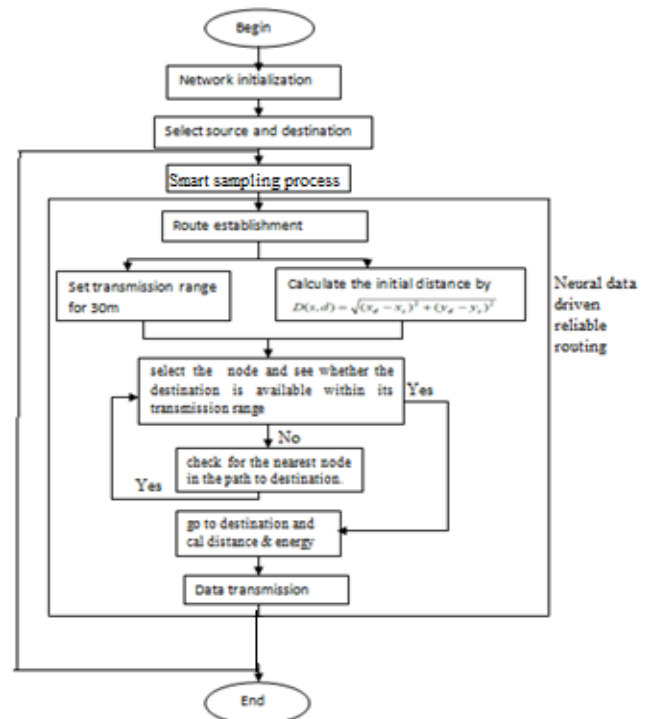 Begin
Network initialization
Select source and destination
Smart sampling process
Route establishment
Set transmission range
for 30m
Calculate the initial distance by
D(s,d) = √(x_d − x_s)² + (y_d − y_s)²
Neural data
driven
reliable
routing
select the node and see whether the
destination is available within its
transmission range
Yes
No
check for the nearest node
in the path to destination.
Yes
go to destination and
cal distance & energy
Data transmission
End